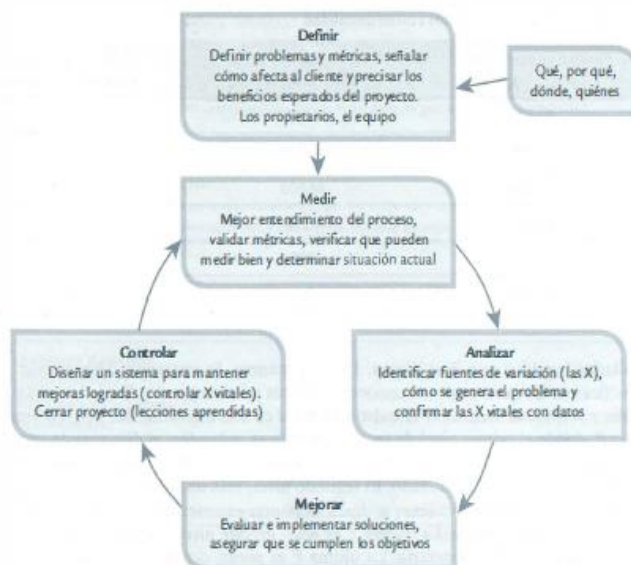 Definir
Definir problemas y métricas, señalar
cómo afecta al cliente y precisar los
beneficios esperados del proyecto.
Los propietarios, el equipo
Qué, por qué,
dónde, quiénes
Medir
Mejor entendimiento del proceso,
validar métricas, verificar que pueden
medir bien y determinar situación actual
Controlar
Diseñar un sistema para mantener
mejoras logradas (controlar X vitales).
Cerrar proyecto (lecciones aprendidas)
Analizar
Identificar fuentes de variación (las X),
cómo se genera el problema y
confirmar las X vitales con datos
Mejorar
Evaluar e implementar soluciones,
asegurar que se cumplen los objetivos